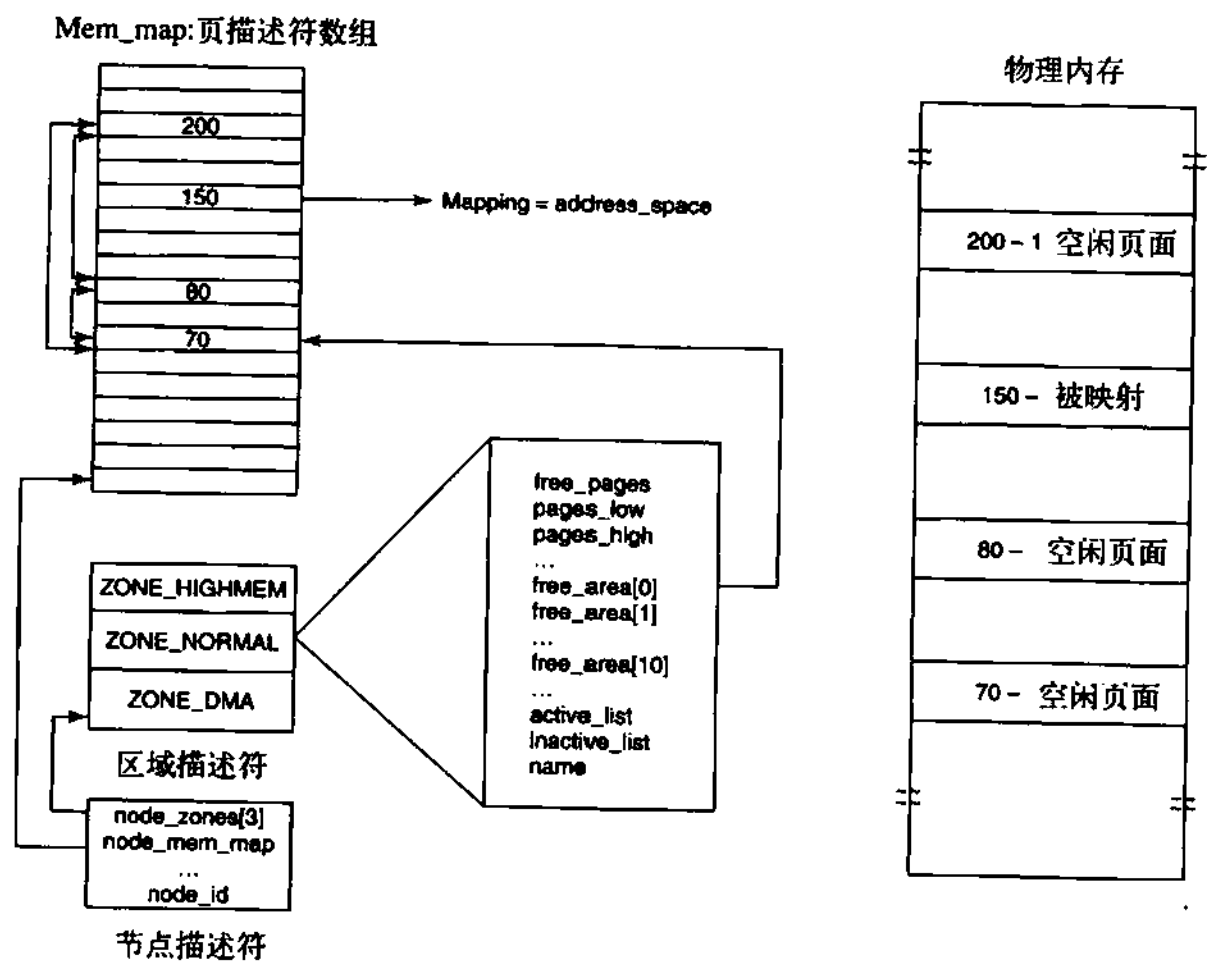 Mem_map:页描述符数组
200
150
Mapping = address_space
80
70
free_pages
pages_low
pages_high
...
free_area[0]
free_area[1]
...
free_area[10]
...
active_list
Inactive_list
name
ZONE_HIGHMEM
ZONE_NORMAL
ZONE_DMA
区域描述符
node_zones[3]
node_mem_map
...
node_id
节点描述符
物理内存
200 - 1 空闲页面
150 - 被映射
80 - 空闲页面
70 - 空闲页面